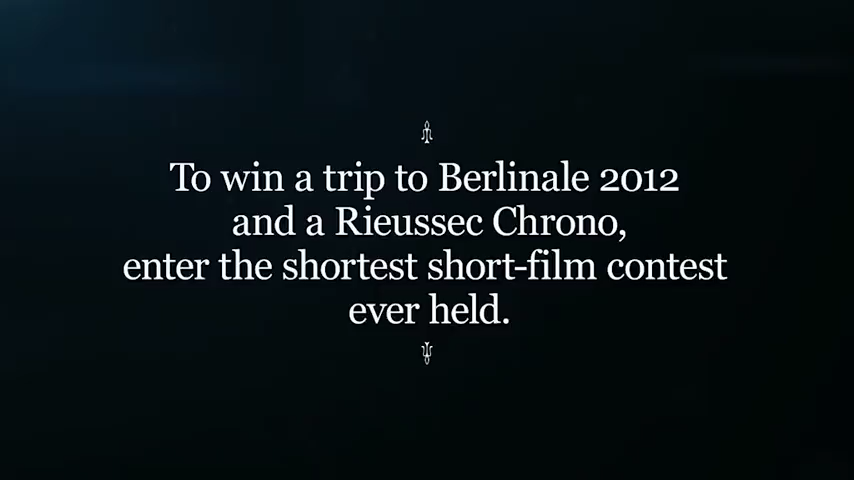 To win a trip to Berlinale 2012
and a Rieussec Chrono,
enter the shortest short-film contest
ever held.